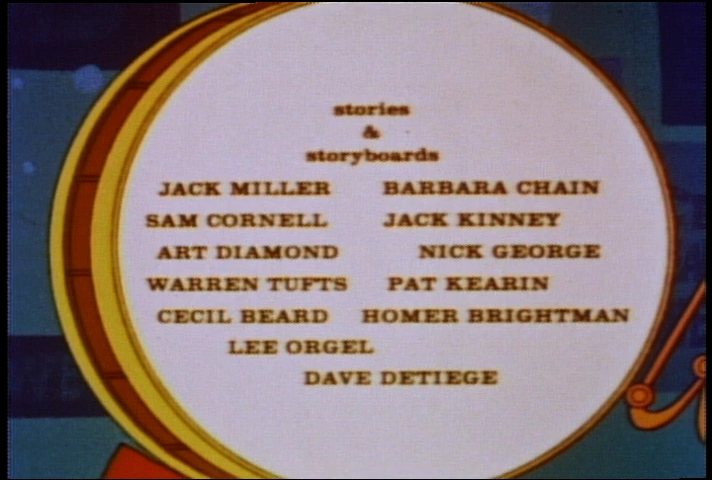 stories
&
storyboards
JACK MILLER BARBARA CHAIN
SAM CORNELL JACK KINNEY
ART DIAMOND NICK GEORGE
WARREN TUFTS PAT KEARIN
CECIL BEARD HOMER BRIGHTMAN
LEE ORGEL
DAVE DETIEGE